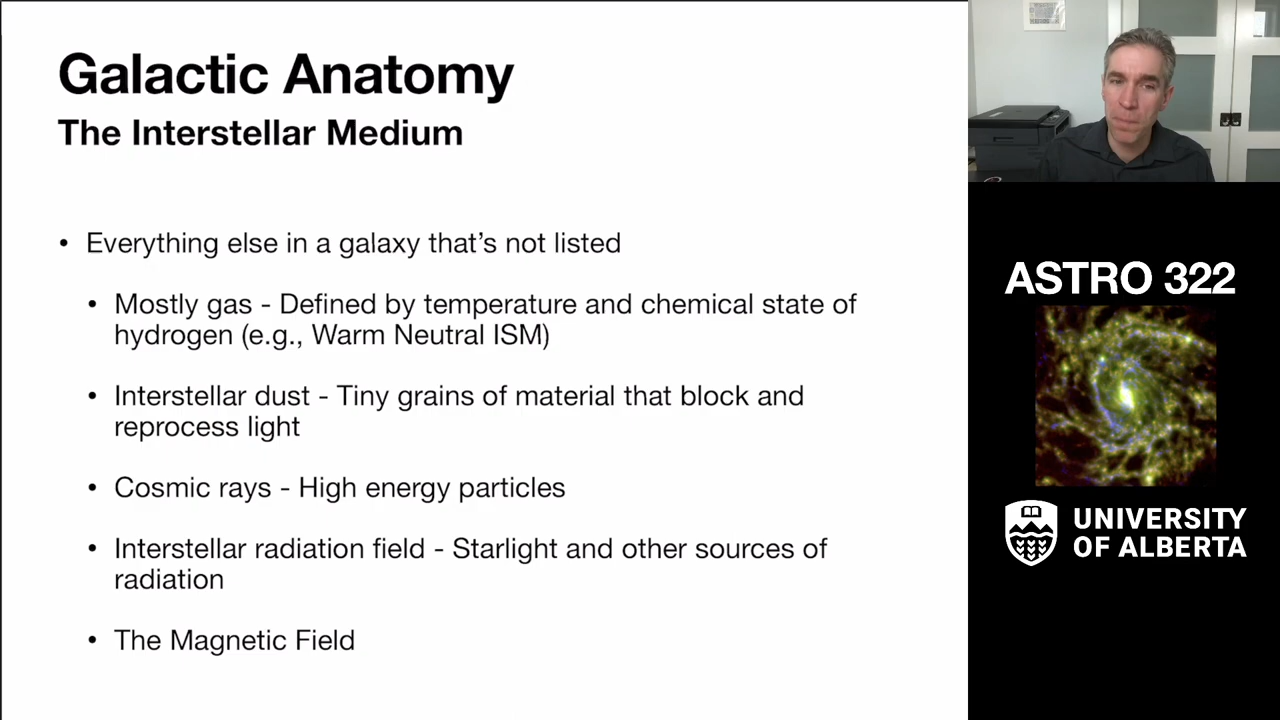 Galactic Anatomy
The Interstellar Medium
• Everything else in a galaxy that’s not listed
• Mostly gas - Defined by temperature and chemical state of
hydrogen (e.g., Warm Neutral ISM)
• Interstellar dust - Tiny grains of material that block and
reprocess light
• Cosmic rays - High energy particles
• Interstellar radiation field - Starlight and other sources of
radiation
• The Magnetic Field
ASTRO 322
UNIVERSITY
OF ALBERTA